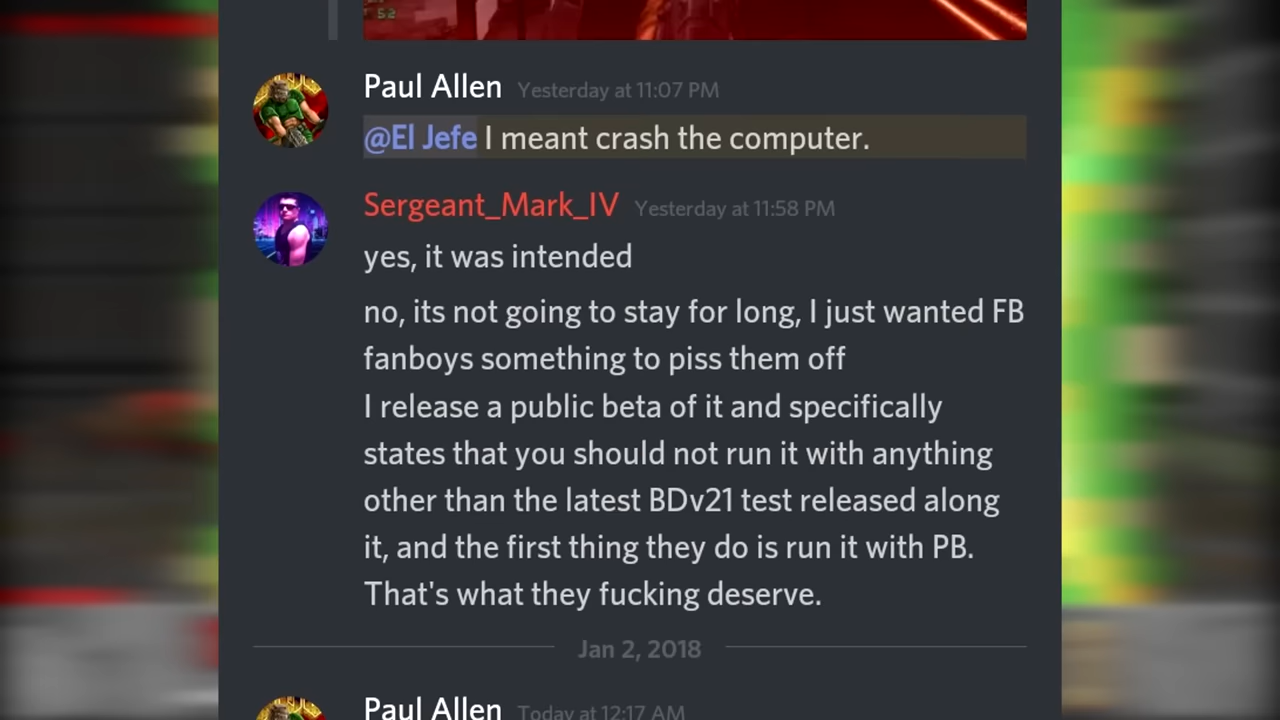 52
Paul Allen Yesterday at 11:07 PM
@El Jefe I meant crash the computer.
Sergeant_Mark_IV Yesterday at 11:58 PM
yes, it was intended
no, its not going to stay for long, I just wanted FB
fanboys something to piss them off
I release a public beta of it and specifically
states that you should not run it with anything
other than the latest BDv21 test released along
it, and the first thing they do is run it with PB.
That's what they fucking deserve.
Jan 2, 2018
Paul Allen Today at 12:17 AM